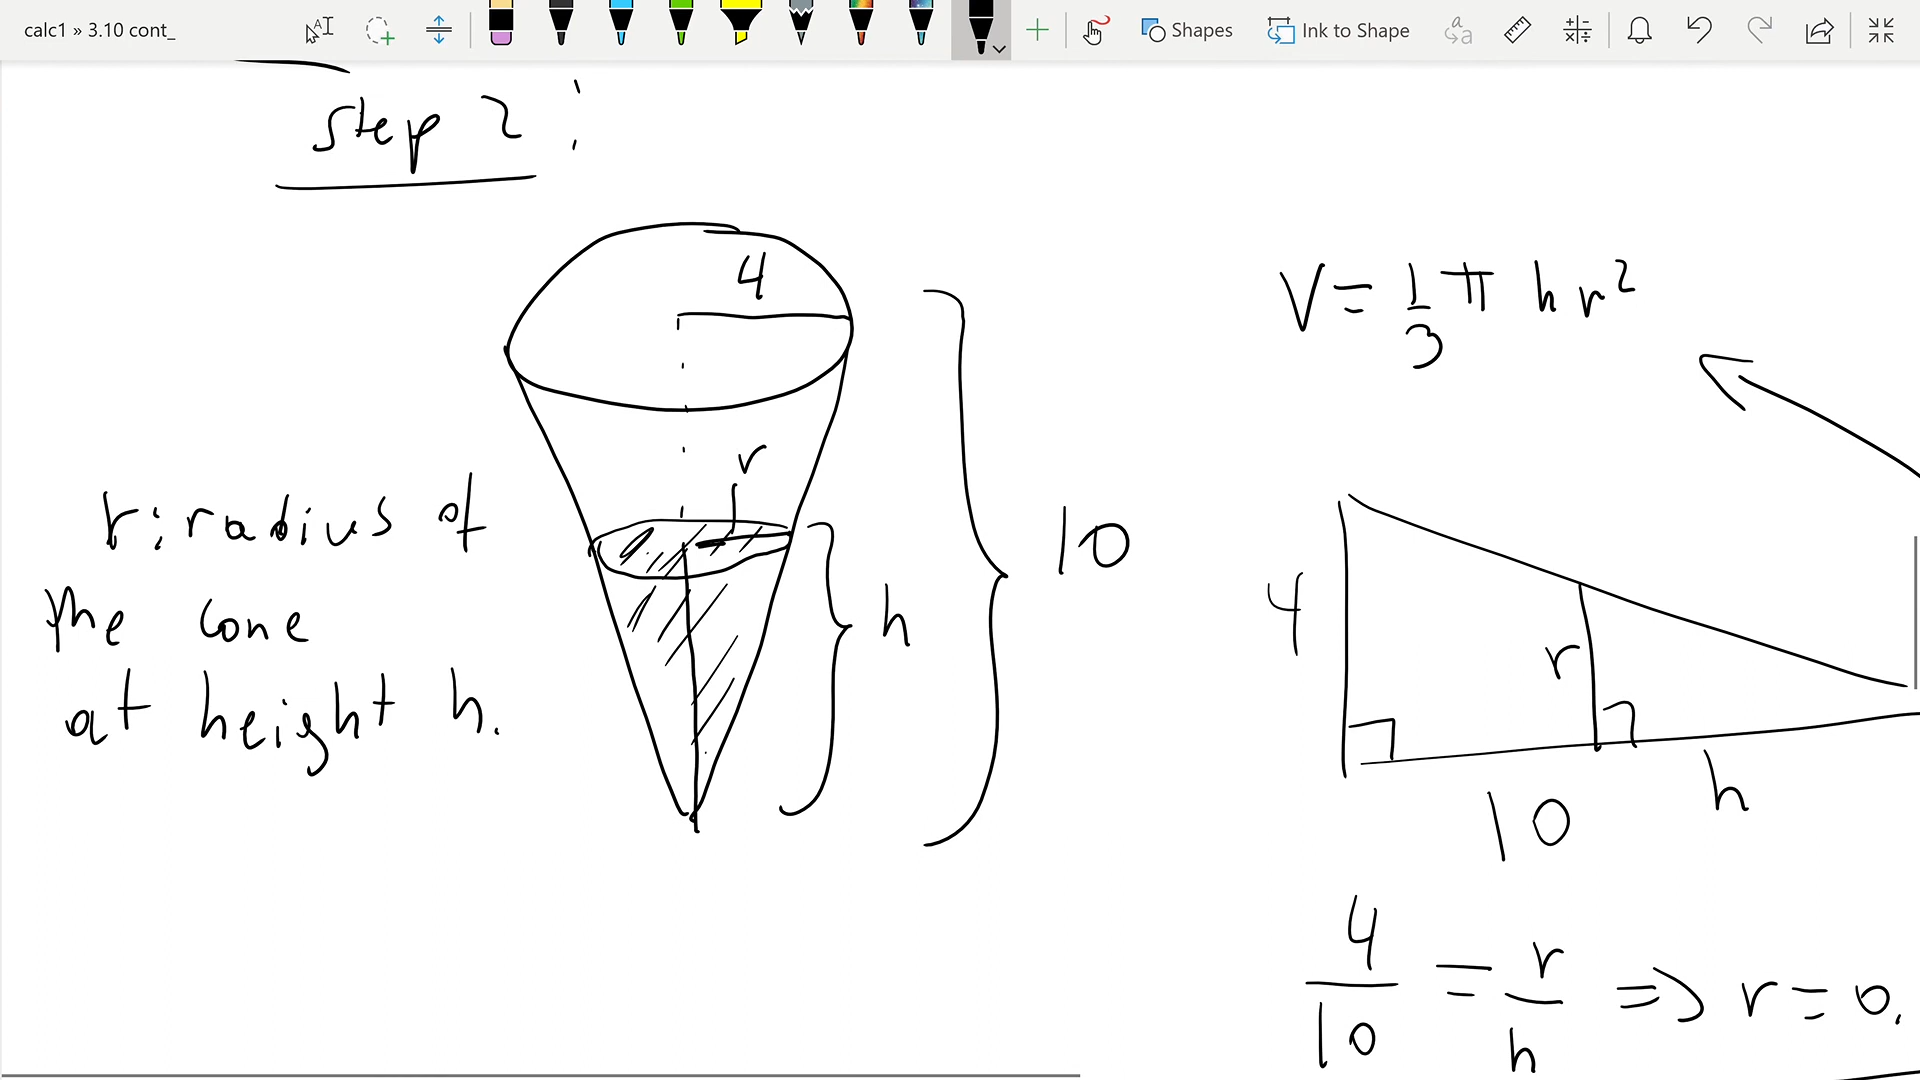 calc1 » 3.10 cont_
Shapes
Ink to Shape
Step 2 :
4
r
h
10
r: radius of
the cone
at height h.
V = 1/3 π h r²
4
r
10
h
4/10 = r/h ⇒ r = 0.